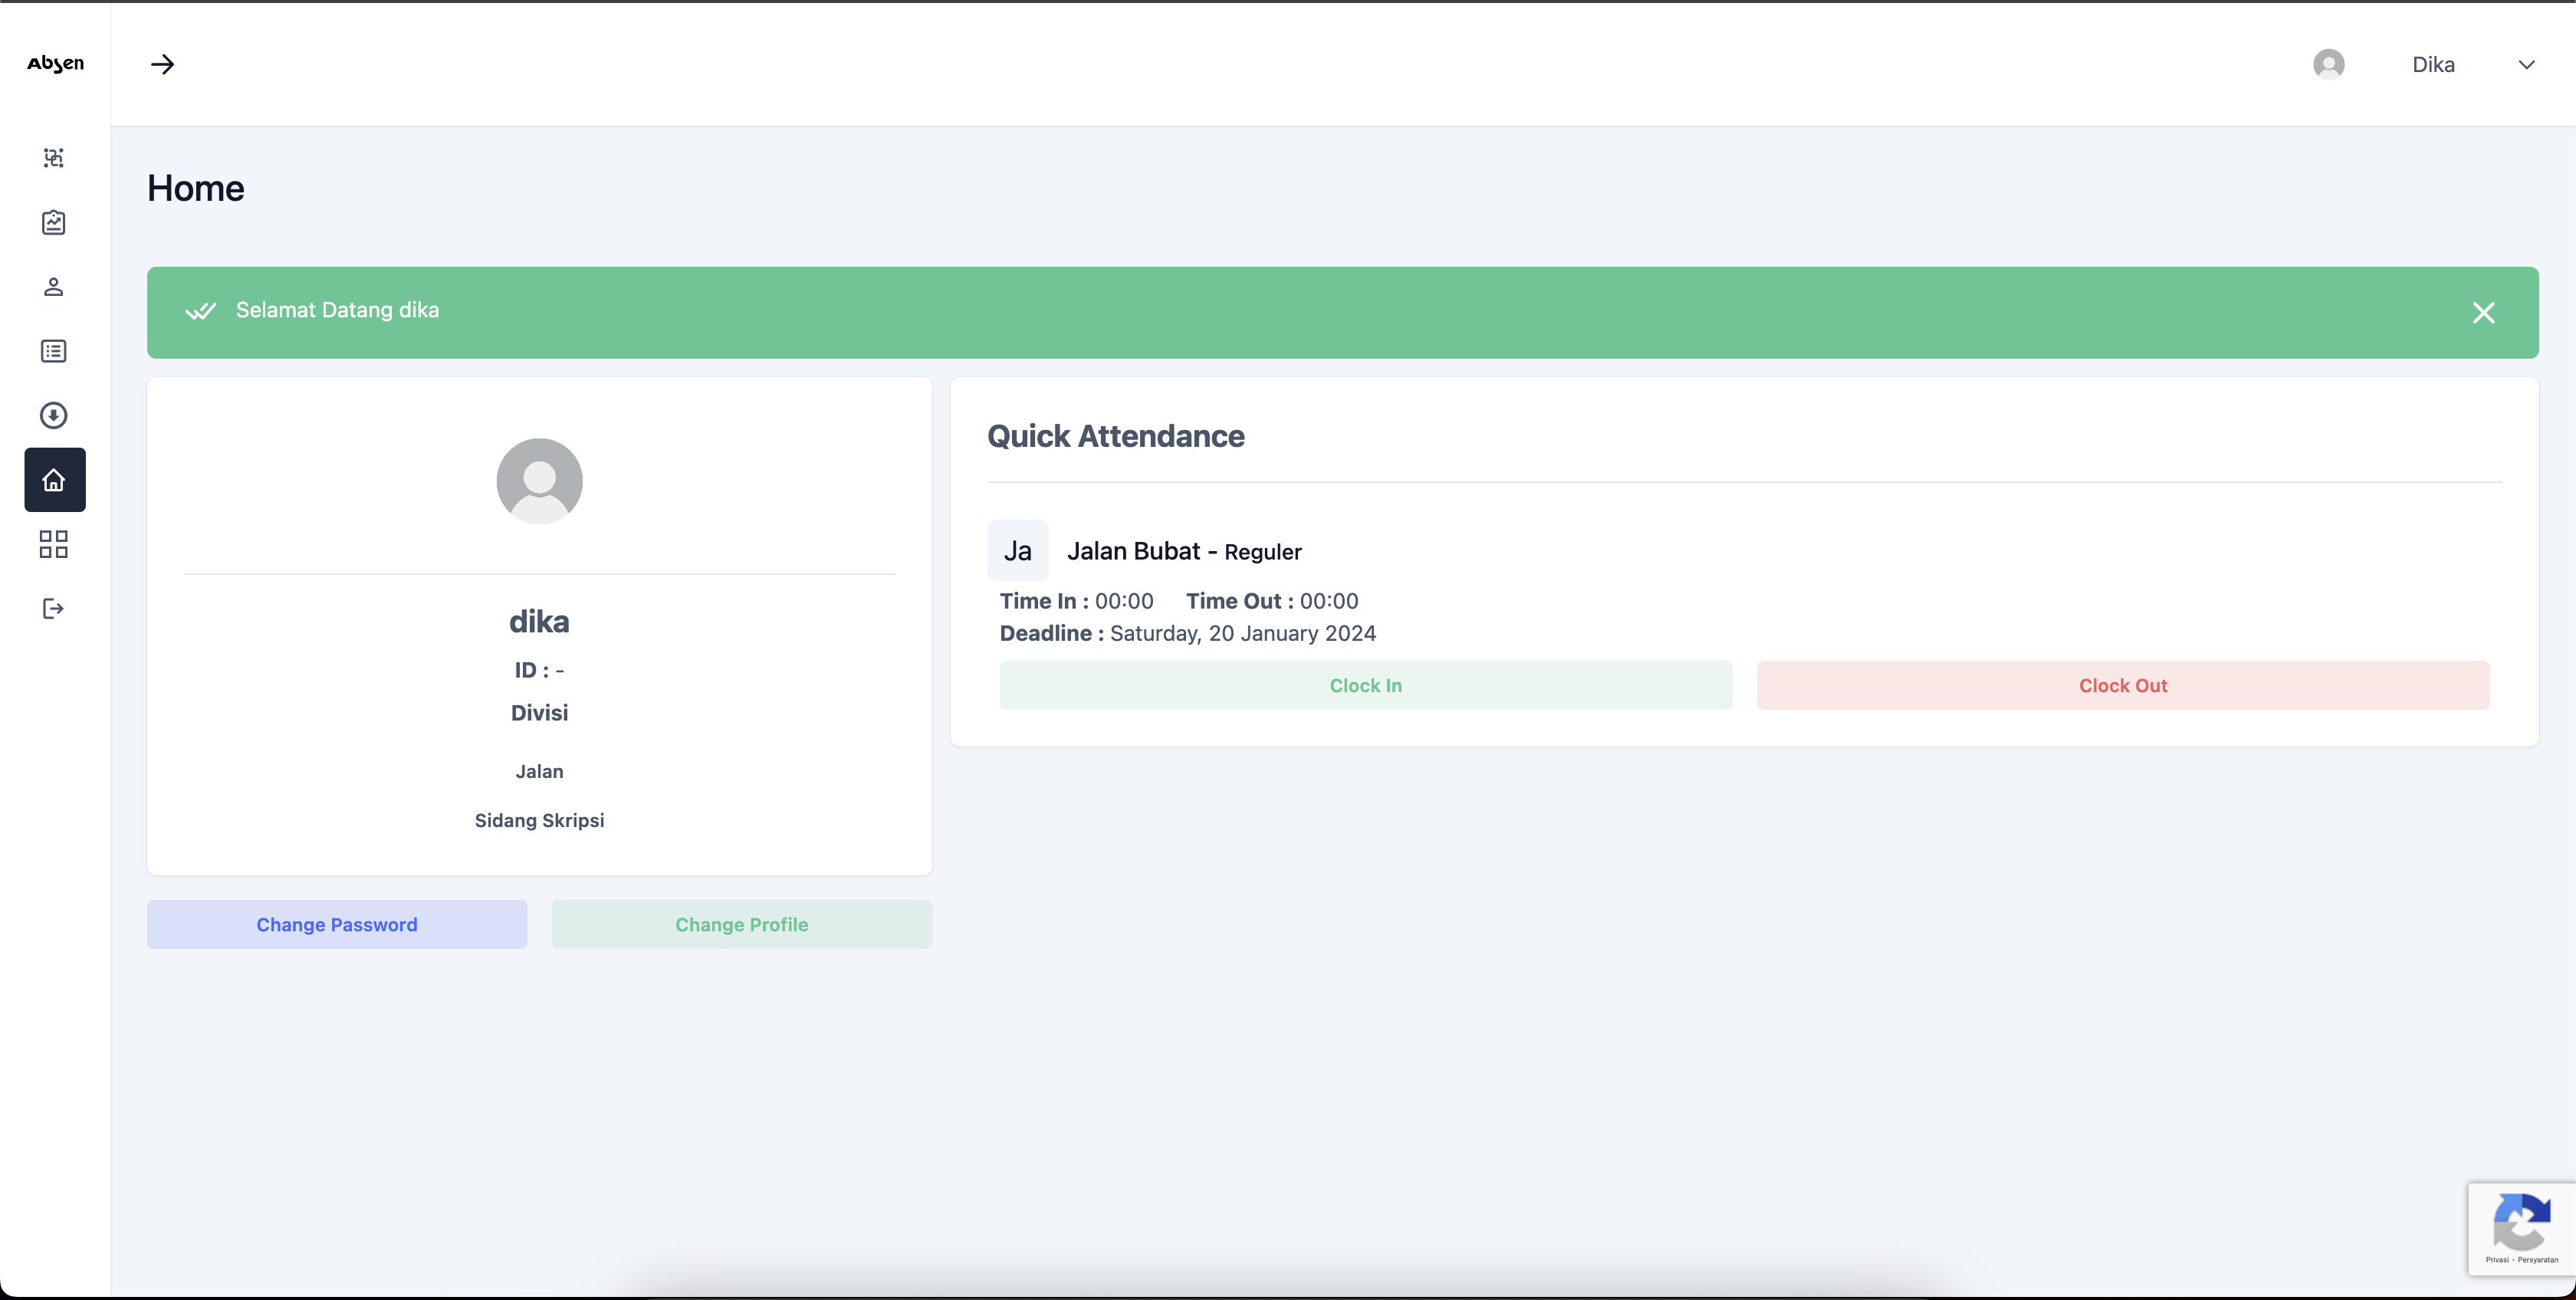 Absen
Dika
Home
Selamat Datang dika
dika
ID : -
Divisi
Jalan
Sidang Skripsi
Change Password
Change Profile
Quick Attendance
Ja
Jalan Bubat - Reguler
Time In : 00:00 Time Out : 00:00
Deadline : Saturday, 20 January 2024
Clock In
Clock Out
Privasi - Persyaratan